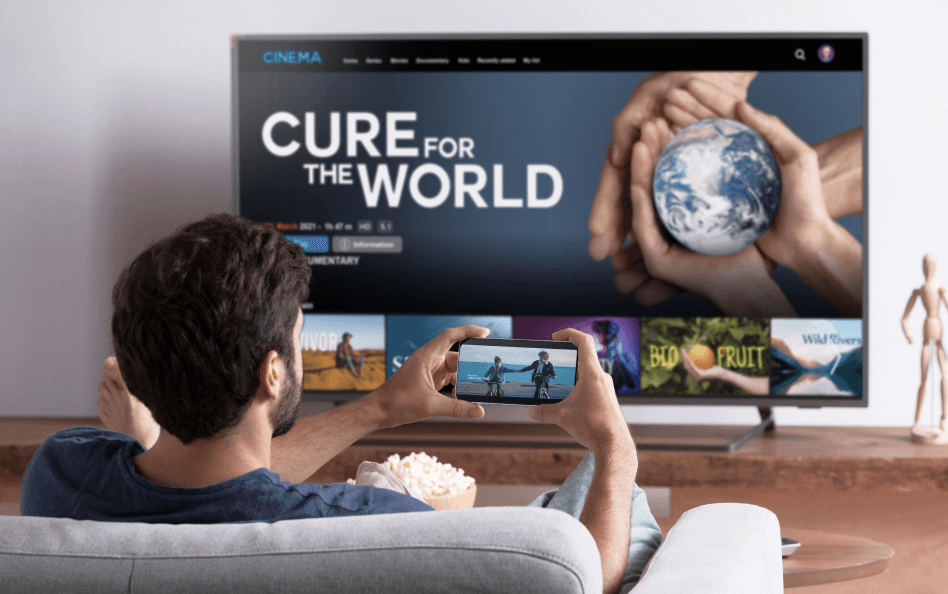 CINEMA
Home Series Movies Documentary Kids Recently added My list
CURE FOR
THE WORLD
2021 - 1h 47 m HD 5.1
Information
UMENTARY
VIVOR
BIO FRUIT
Wild Rivers